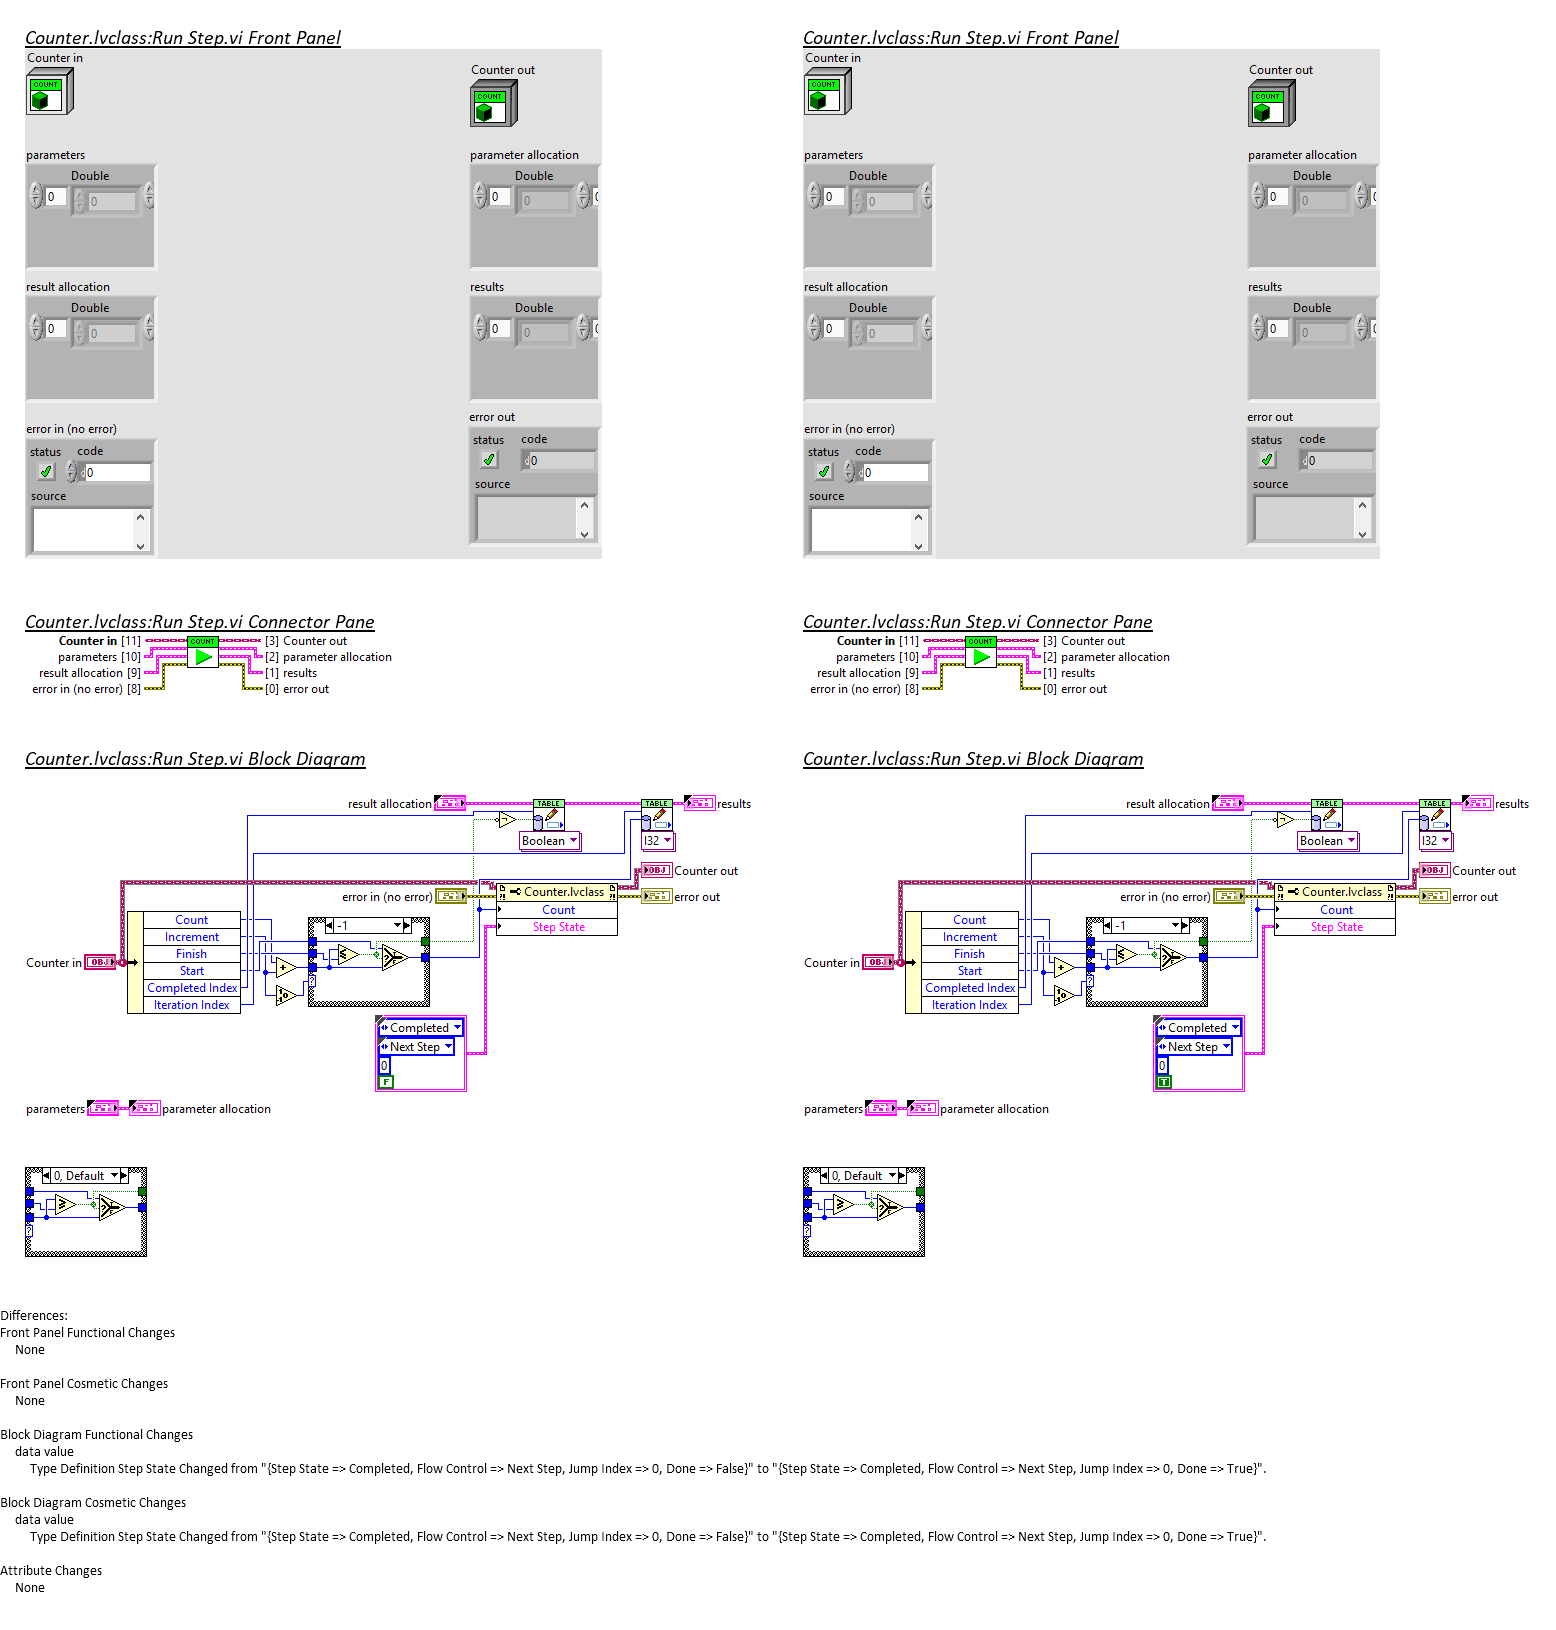 Counter.lvclass:Run Step.vi Front Panel
Counter in
COUNT
Counter out
COUNT
parameters
Double
0
0
parameter allocation
Double
0
0
result allocation
Double
0
0
results
Double
0
0
error in (no error)
status code
0
source
error out
status code
0
source
Counter.lvclass:Run Step.vi Front Panel
Counter in
COUNT
Counter out
COUNT
parameters
Double
0
0
parameter allocation
Double
0
0
result allocation
Double
0
0
results
Double
0
0
error in (no error)
status code
0
source
error out
status code
0
source
Counter.lvclass:Run Step.vi Connector Pane
Counter in [11] COUNT [3] Counter out
parameters [10] [2] parameter allocation
result allocation [9] [1] results
error in (no error) [8] [0] error out
Counter.lvclass:Run Step.vi Connector Pane
Counter in [11] COUNT [3] Counter out
parameters [10] [2] parameter allocation
result allocation [9] [1] results
error in (no error) [8] [0] error out
Counter.lvclass:Run Step.vi Block Diagram
result allocation TABLE TABLE results
Boolean I32
OBJ Counter out
error in (no error) Counter.lvclass error out
Count
Step State
Count
Increment
Finish
Start
Completed Index
Iteration Index
Counter in OBJ
-1
Completed
Next Step
0
F
parameters parameter allocation
0, Default
Counter.lvclass:Run Step.vi Block Diagram
result allocation TABLE TABLE results
Boolean I32
OBJ Counter out
error in (no error) Counter.lvclass error out
Count
Step State
Count
Increment
Finish
Start
Completed Index
Iteration Index
Counter in OBJ
-1
Completed
Next Step
0
T
parameters parameter allocation
0, Default
Differences:
Front Panel Functional Changes
None
Front Panel Cosmetic Changes
None
Block Diagram Functional Changes
data value
Type Definition Step State Changed from "{Step State => Completed, Flow Control => Next Step, Jump Index => 0, Done => False}" to "{Step State => Completed, Flow Control => Next Step, Jump Index => 0, Done => True}".
Block Diagram Cosmetic Changes
data value
Type Definition Step State Changed from "{Step State => Completed, Flow Control => Next Step, Jump Index => 0, Done => False}" to "{Step State => Completed, Flow Control => Next Step, Jump Index => 0, Done => True}".
Attribute Changes
None